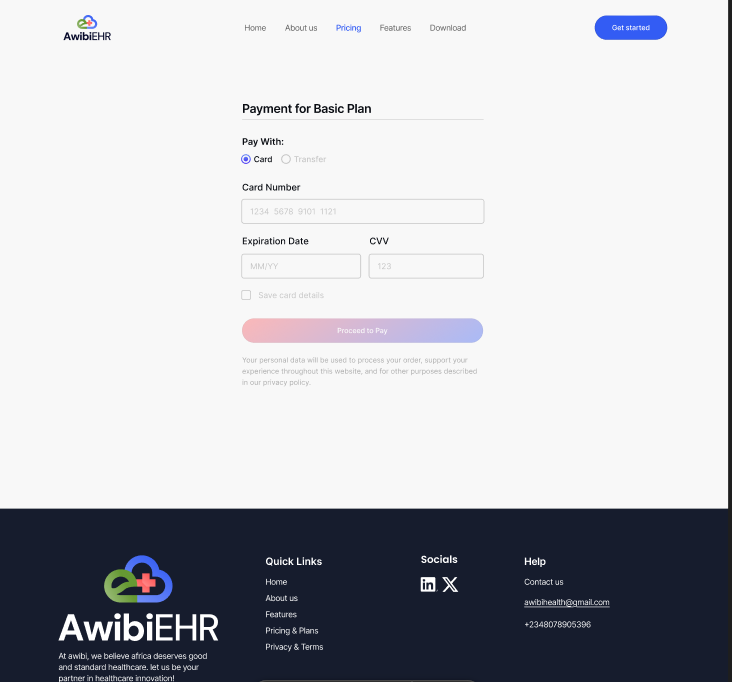 AwibiEHR
Home About us Pricing Features Download
Get started
Payment for Basic Plan
Pay With:
Card Transfer
Card Number
1234 5678 9101 1121
Expiration Date CVV
MM/YY 123
Save card details
Proceed to Pay
Your personal data will be used to process your order, support your
experience throughout this website, and for other purposes described
in our privacy policy.
AwibiEHR
At awibi, we believe africa deserves good
and standard healthcare. let us be your
partner in healthcare innovation!
Quick Links
Home
About us
Features
Pricing & Plans
Privacy & Terms
Socials
Help
Contact us
awibihealth@gmail.com
+2348078905396